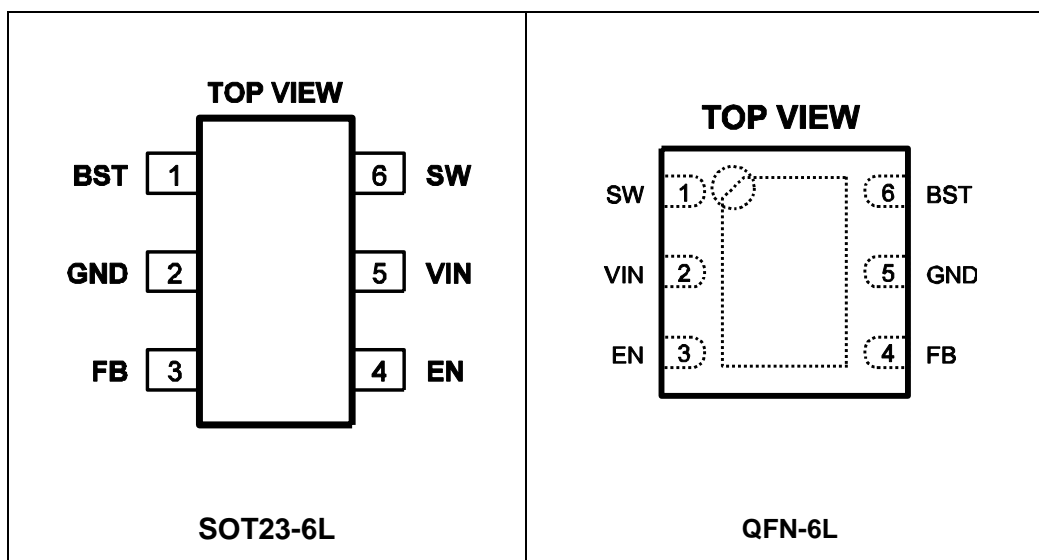 TOP VIEW
BST 1 6 SW
GND 2 5 VIN
FB 3 4 EN
SOT23-6L
TOP VIEW
SW 1 6 BST
VIN 2 5 GND
EN 3 4 FB
QFN-6L